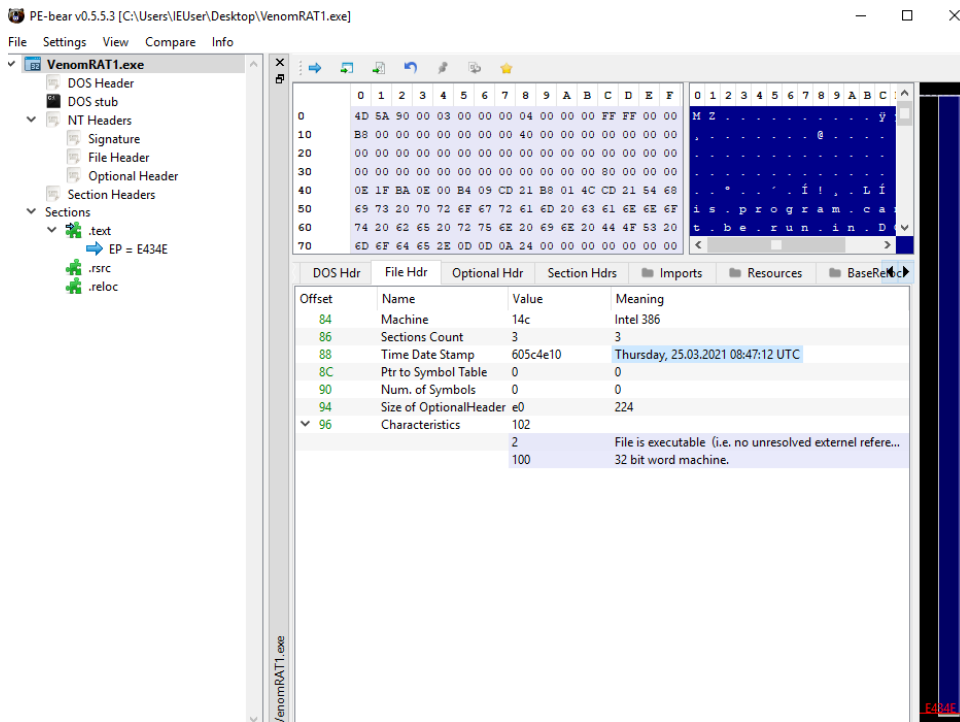 PE-bear v0.5.5.3 [C:\Users\IEUser\Desktop\VenomRAT1.exe]
File Settings View Compare Info
VenomRAT1.exe
DOS Header
DOS stub
NT Headers
Signature
File Header
Optional Header
Section Headers
Sections
.text
EP = E434E
.rsrc
.reloc
0 1 2 3 4 5 6 7 8 9 A B C D E F
0 4D 5A 90 00 03 00 00 00 04 00 00 00 FF FF 00 00
10 B8 00 00 00 00 00 00 00 40 00 00 00 00 00 00 00
20 00 00 00 00 00 00 00 00 00 00 00 00 00 00 00 00
30 00 00 00 00 00 00 00 00 00 00 00 00 80 00 00 00
40 0E 1F BA 0E 00 B4 09 CD 21 B8 01 4C CD 21 54 68
50 69 73 20 70 72 6F 67 72 61 6D 20 63 61 6E 6E 6F
60 74 20 62 65 20 72 75 6E 20 69 6E 20 44 4F 53 20
70 6D 6F 64 65 2E 0D 0D 0A 24 00 00 00 00 00 00 00
0 1 2 3 4 5 6 7 8 9 A B C
M Z . . . . . . . . . . ÿ
¸ . . . . . . . @ . . . .
. . . . . . . . . . . . .
. . . . . . . . . . . . .
. . º . . ´ . Í ! ¸ . L Í
i s . p r o g r a m . c a
t . b e . r u n . i n . D
DOS Hdr File Hdr Optional Hdr Section Hdrs Imports Resources BaseReloc
Offset Name Value Meaning
84 Machine 14c Intel 386
86 Sections Count 3 3
88 Time Date Stamp 605c4e10 Thursday, 25.03.2021 08:47:12 UTC
8C Ptr to Symbol Table 0 0
90 Num. of Symbols 0 0
94 Size of OptionalHeader e0 224
96 Characteristics 102
2 File is executable (i.e. no unresolved externel refere...
100 32 bit word machine.
VenomRAT1.exe
E434E